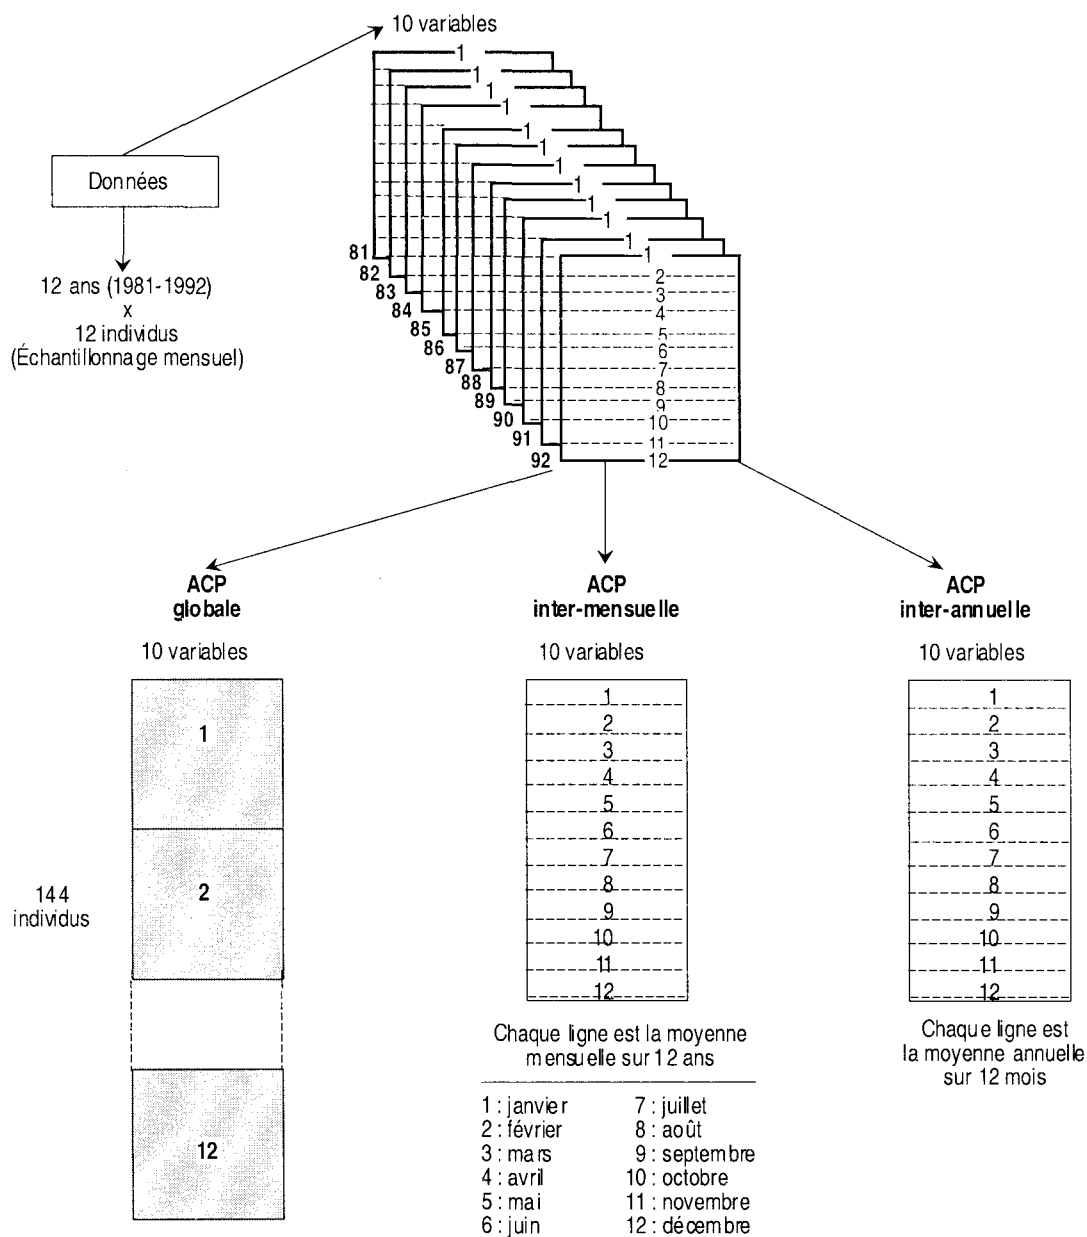 10 variables
1
1
1
1
1
1
1
1
1
1
1
1
Données
12 ans (1981-1992)
x
12 individus
(Échantillonnage mensuel)
81
82
83
84
85
86
87
88
89
90
91
92
2
3
4
5
6
7
8
9
10
11
12
ACP
globale
10 variables
1
2
144
individus
12
ACP
inter-mensuelle
10 variables
1
2
3
4
5
6
7
8
9
10
11
12
Chaque ligne est la moyenne
mensuelle sur 12 ans
1 : janvier
2 : février
3 : mars
4 : avril
5 : mai
6 : juin
7 : juillet
8 : août
9 : septembre
10 : octobre
11 : novembre
12 : décembre
ACP
inter-annuelle
10 variables
1
2
3
4
5
6
7
8
9
10
11
12
Chaque ligne est
la moyenne annuelle
sur 12 mois